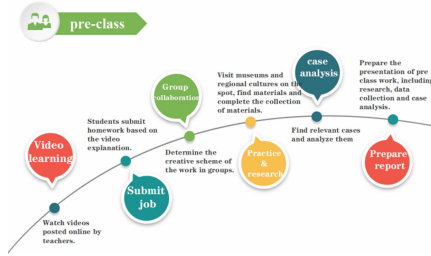 pre-class
Video
learning
Watch videos
posted online by
teachers.
Students submit
homework based on
the video
explanation.
Submit
job
Group
collaboration
Determine the
creative scheme of
the work in groups.
Visit museums and
regional cultures on the
spot, find materials and
complete the collection
of materials.
Practice
&
research
case
analysis
Find relevant cases
and analyze them
Prepare the
presentation of pre
class work, including
research, data
collection and case
analysis.
Prepare
report